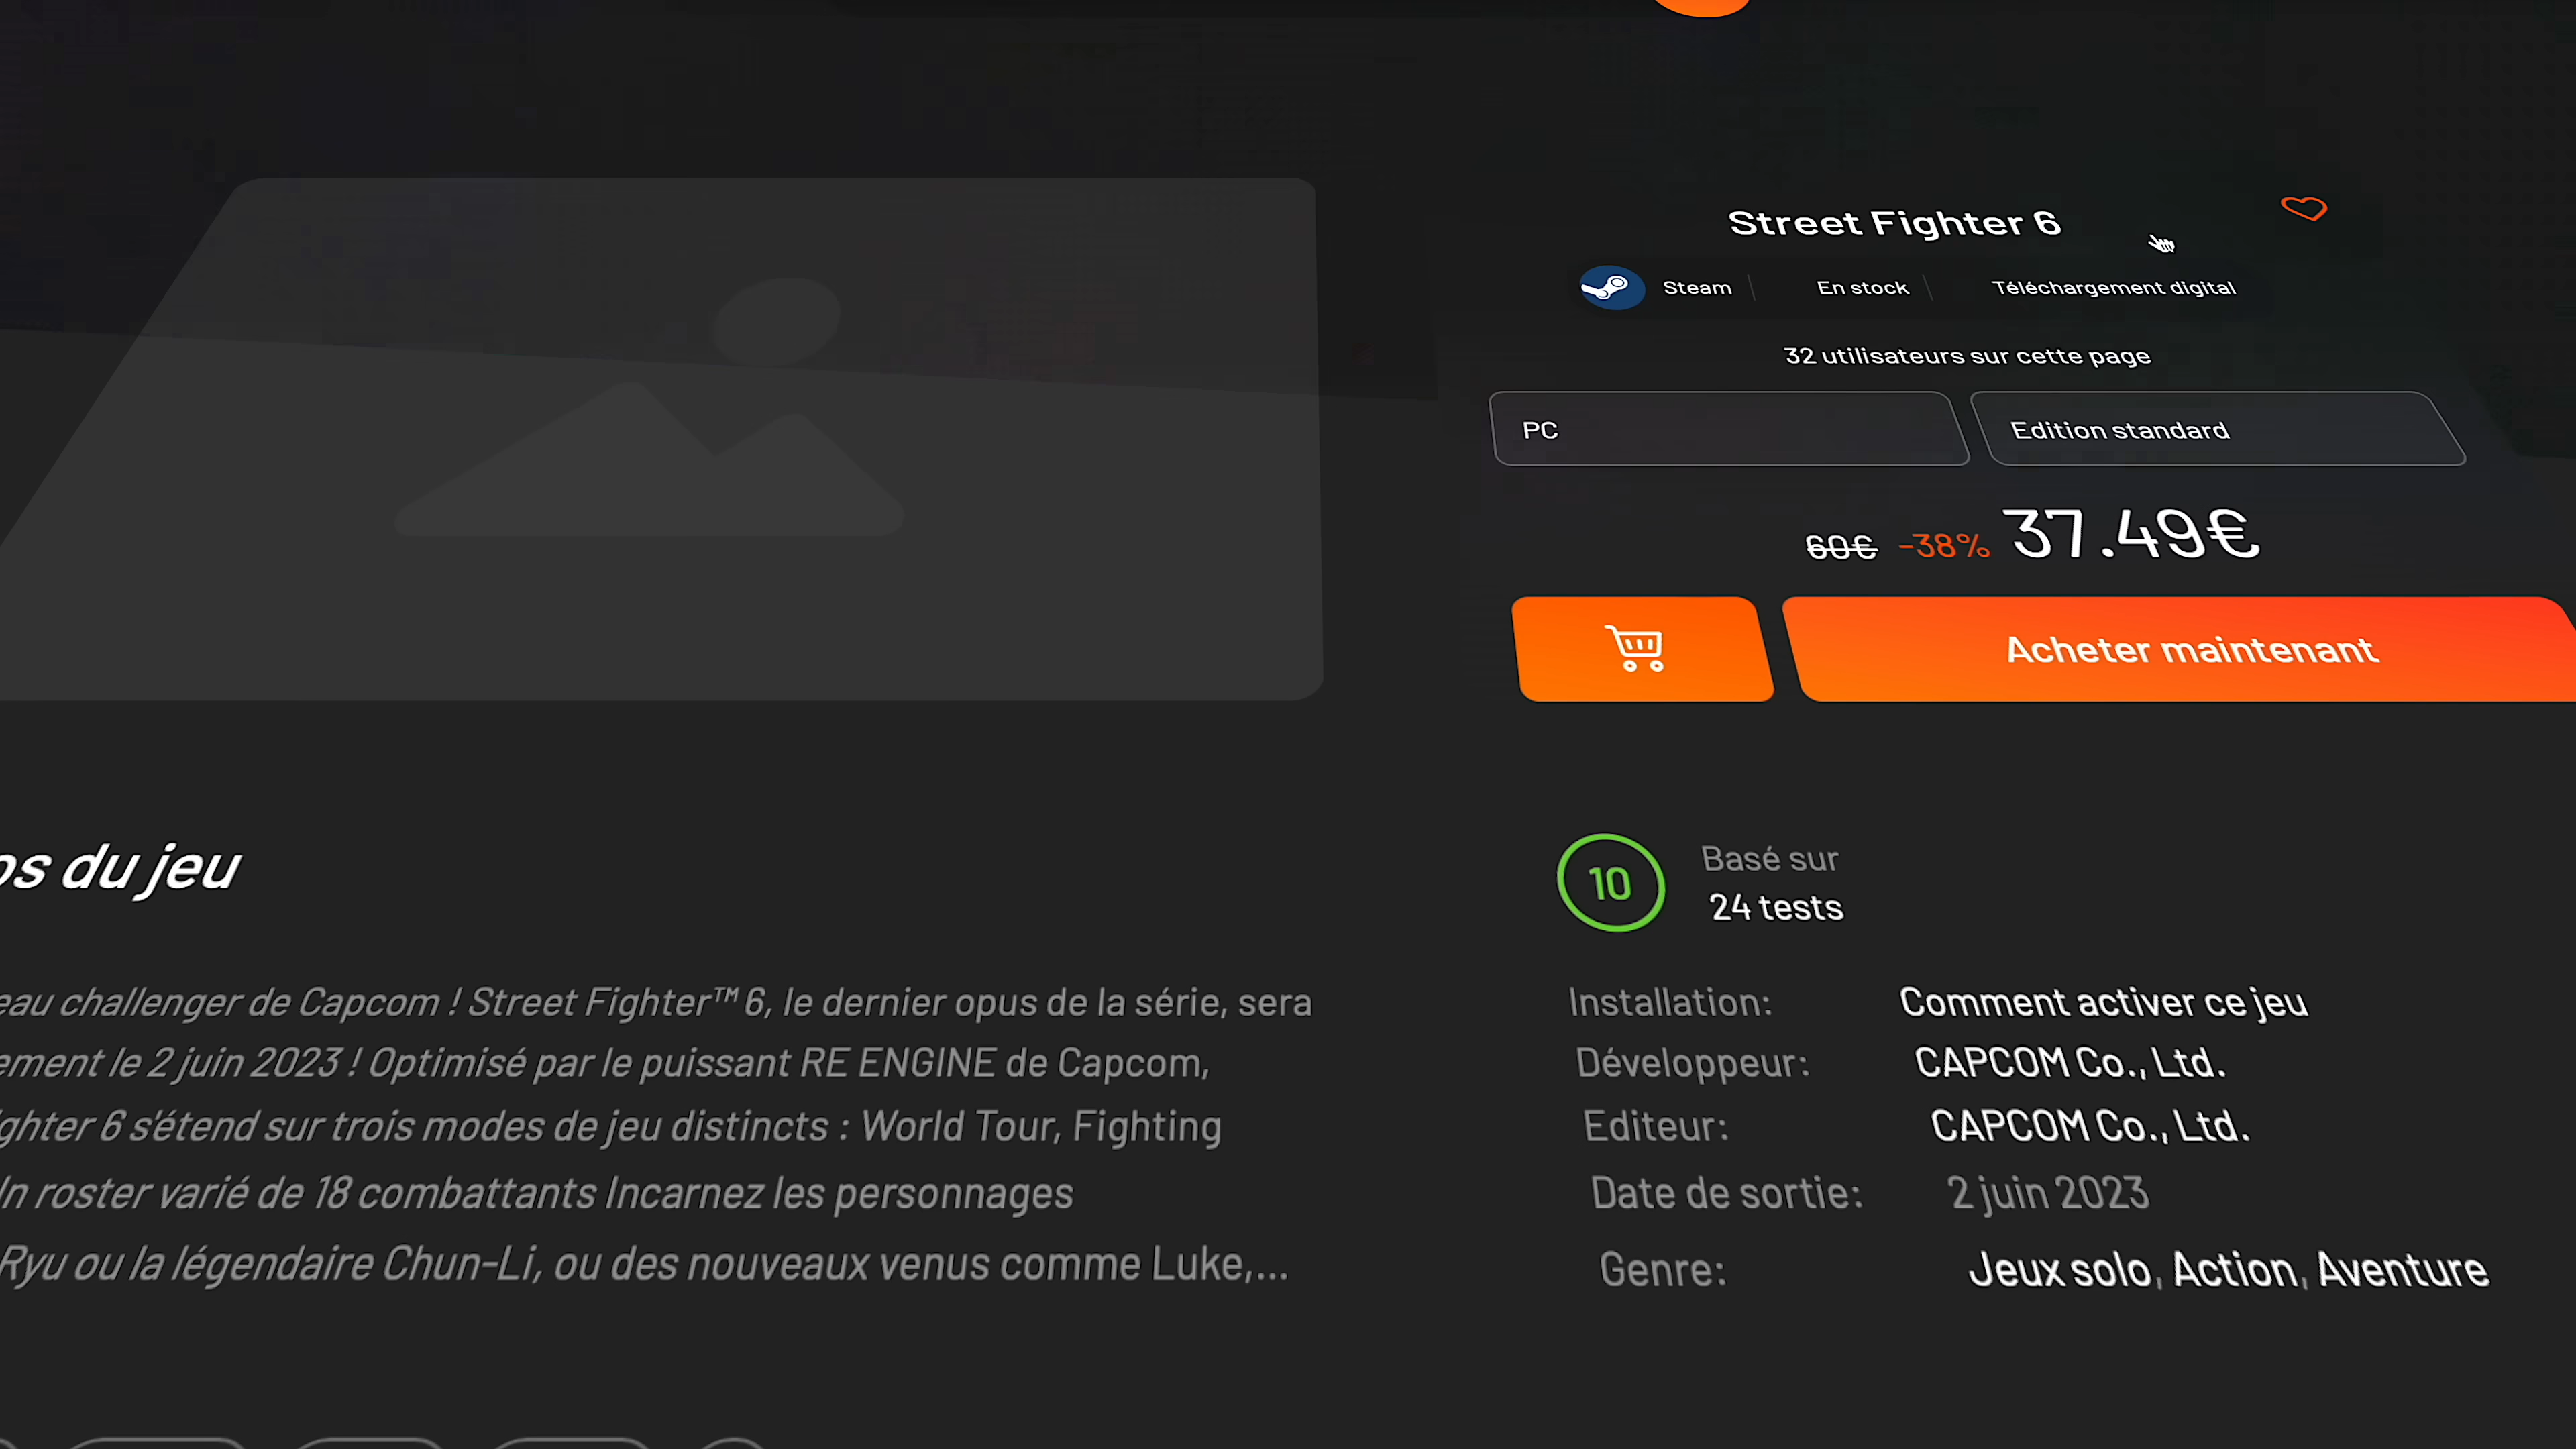 Street Fighter 6
Steam
En stock
Téléchargement digital
32 utilisateurs sur cette page
PC
Edition standard
60€ -38% 37.49€
Acheter maintenant
du jeu
10
Basé sur
24 tests
challenger de Capcom ! Street Fighter™ 6, le dernier opus de la série, sera
le 2 juin 2023 ! Optimisé par le puissant RE ENGINE de Capcom,
6 s'étend sur trois modes de jeu distincts : World Tour, Fighting
roster varié de 18 combattants Incarnez les personnages
Ryu ou la légendaire Chun-Li, ou des nouveaux venus comme Luke,...
Installation: Comment activer ce jeu
Développeur: CAPCOM Co., Ltd.
Editeur: CAPCOM Co., Ltd.
Date de sortie: 2 juin 2023
Genre: Jeux solo, Action, Aventure